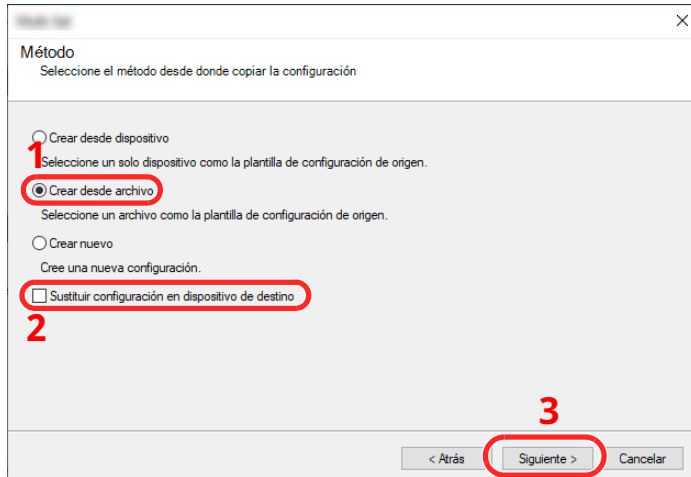 Método
Seleccione el método desde donde copiar la configuración
Crear desde dispositivo
1
Seleccione un solo dispositivo como la plantilla de configuración de origen.
Crear desde archivo
Seleccione un archivo como la plantilla de configuración de origen.
Crear nuevo
Cree una nueva configuración.
Sustituir configuración en dispositivo de destino
2
3
< Atrás
Siguiente >
Cancelar